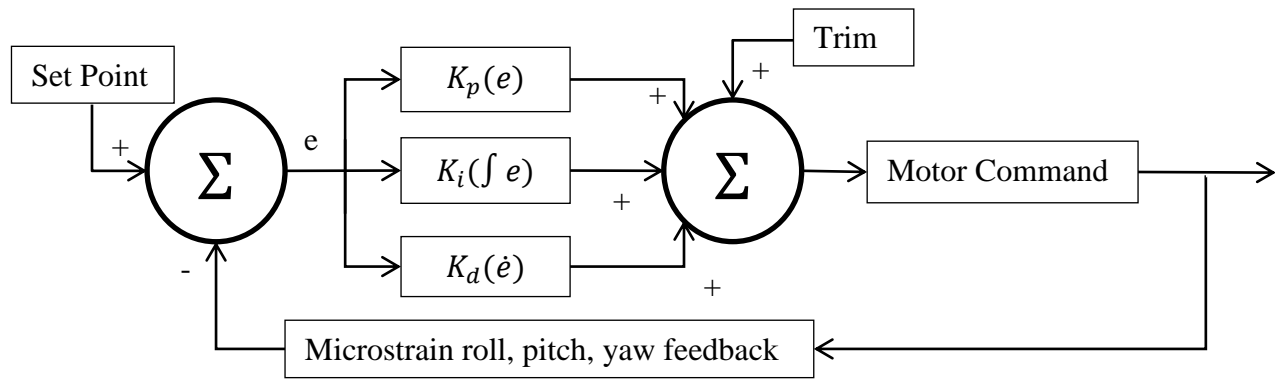 Trim
Set Point
K_p(e)
+
+
+
e
Σ
K_i(∫ e)
Σ
Motor Command
+
-
K_d(ė)
+
Microstrain roll, pitch, yaw feedback